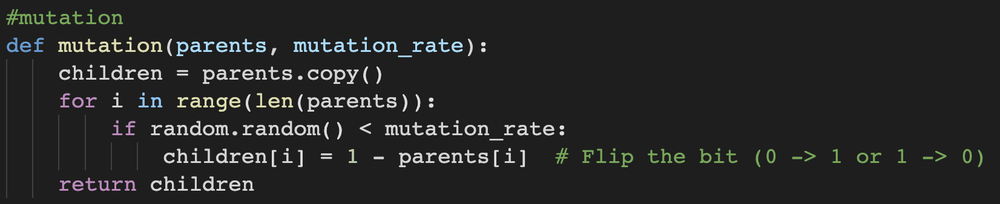 #mutation
def mutation(parents, mutation_rate):
    children = parents.copy()
    for i in range(len(parents)):
        if random.random() < mutation_rate:
            children[i] = 1 - parents[i]  # Flip the bit (0 -> 1 or 1 -> 0)
    return children